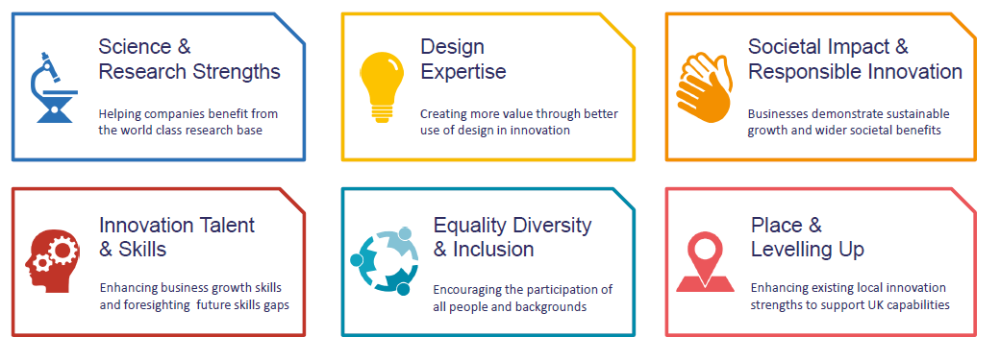 Science &
Research Strengths
Helping companies benefit from
the world class research base
Design
Expertise
Creating more value through better
use of design in innovation
Societal Impact &
Responsible Innovation
Businesses demonstrate sustainable
growth and wider societal benefits
Innovation Talent
& Skills
Enhancing business growth skills
and foresighting  future skills gaps
Equality Diversity
& Inclusion
Encouraging the participation of
all people and backgrounds
Place &
Levelling Up
Enhancing existing local innovation
strengths to support UK capabilities